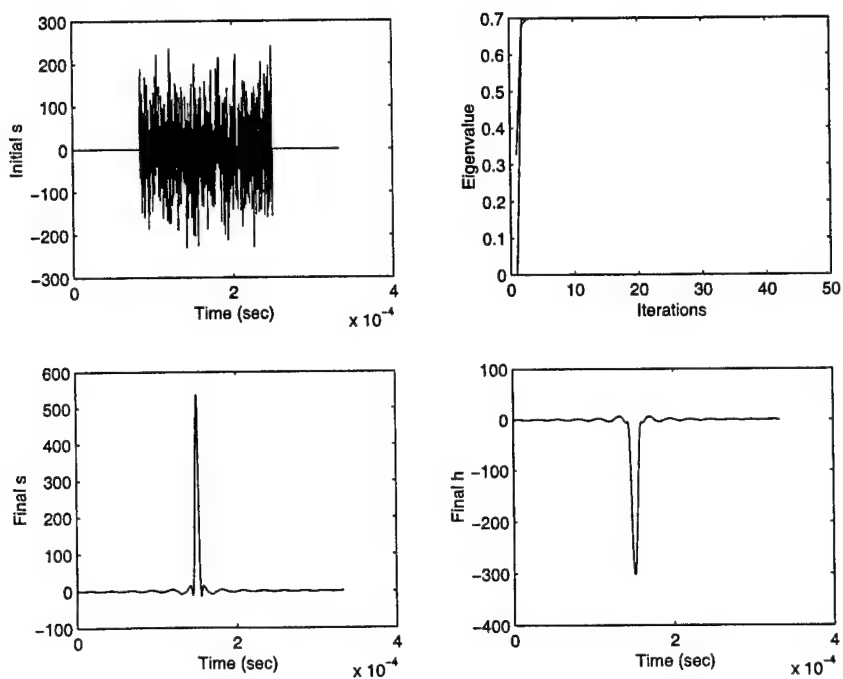 300
200
100
0
-100
-200
-300
Initial s
0 2 4
Time (sec)
x 10⁻⁴
0.7
0.6
0.5
0.4
0.3
0.2
0.1
0
Eigenvalue
0 10 20 30 40 50
Iterations
600
500
400
300
200
100
0
-100
Final s
0 2 4
Time (sec)
x 10⁻⁴
100
0
-100
-200
-300
-400
Final h
0 2 4
Time (sec)
x 10⁻⁴